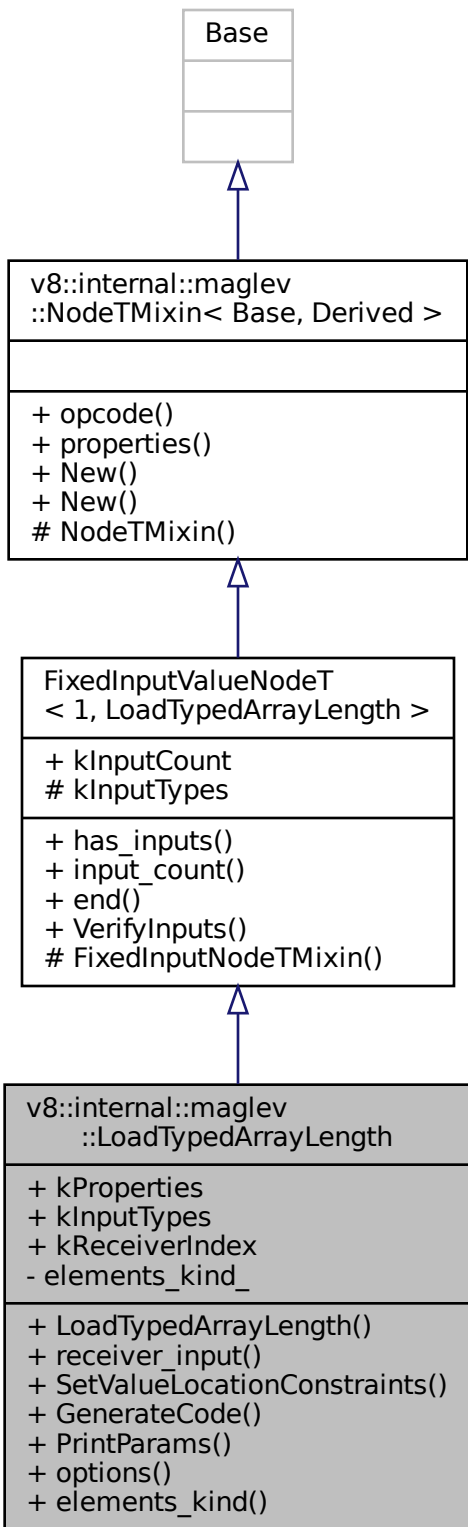 Base
v8::internal::maglev
::NodeTMixin< Base, Derived >
+ opcode()
+ properties()
+ New()
+ New()
# NodeTMixin()
FixedInputValueNodeT
< 1, LoadTypedArrayLength >
+ kInputCount
# kInputTypes
+ has_inputs()
+ input_count()
+ end()
+ VerifyInputs()
# FixedInputNodeTMixin()
v8::internal::maglev
::LoadTypedArrayLength
+ kProperties
+ kInputTypes
+ kReceiverIndex
- elements_kind_
+ LoadTypedArrayLength()
+ receiver_input()
+ SetValueLocationConstraints()
+ GenerateCode()
+ PrintParams()
+ options()
+ elements_kind()